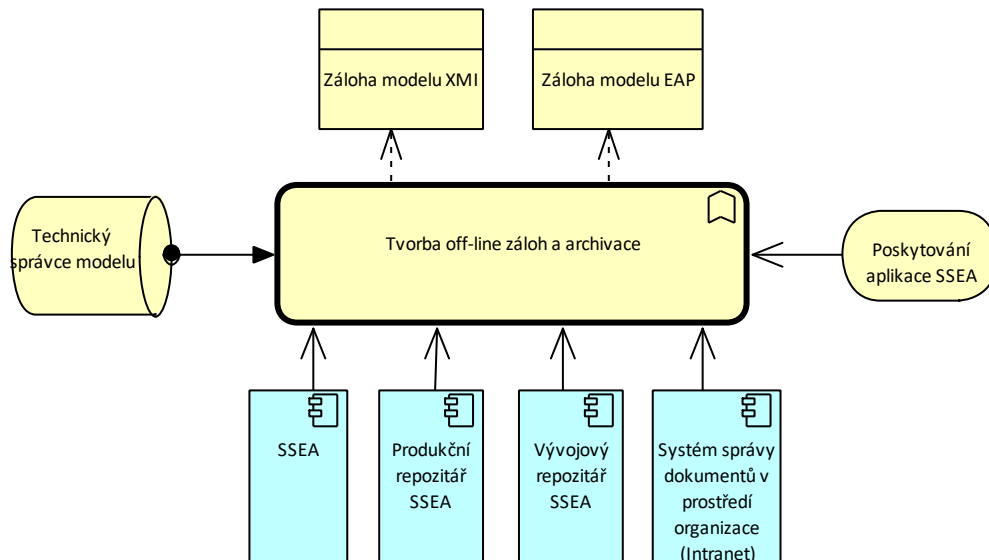 Záloha modelu XMI
Záloha modelu EAP
Tvorba off-line záloh a archivace
Technický
správce modelu
Poskytování
aplikace SSEA
SSEA
Produkční
repozitář
SSEA
Vývojový
repozitář
SSEA
Systém správy
dokumentů v
prostředí
organizace
(Intranet)